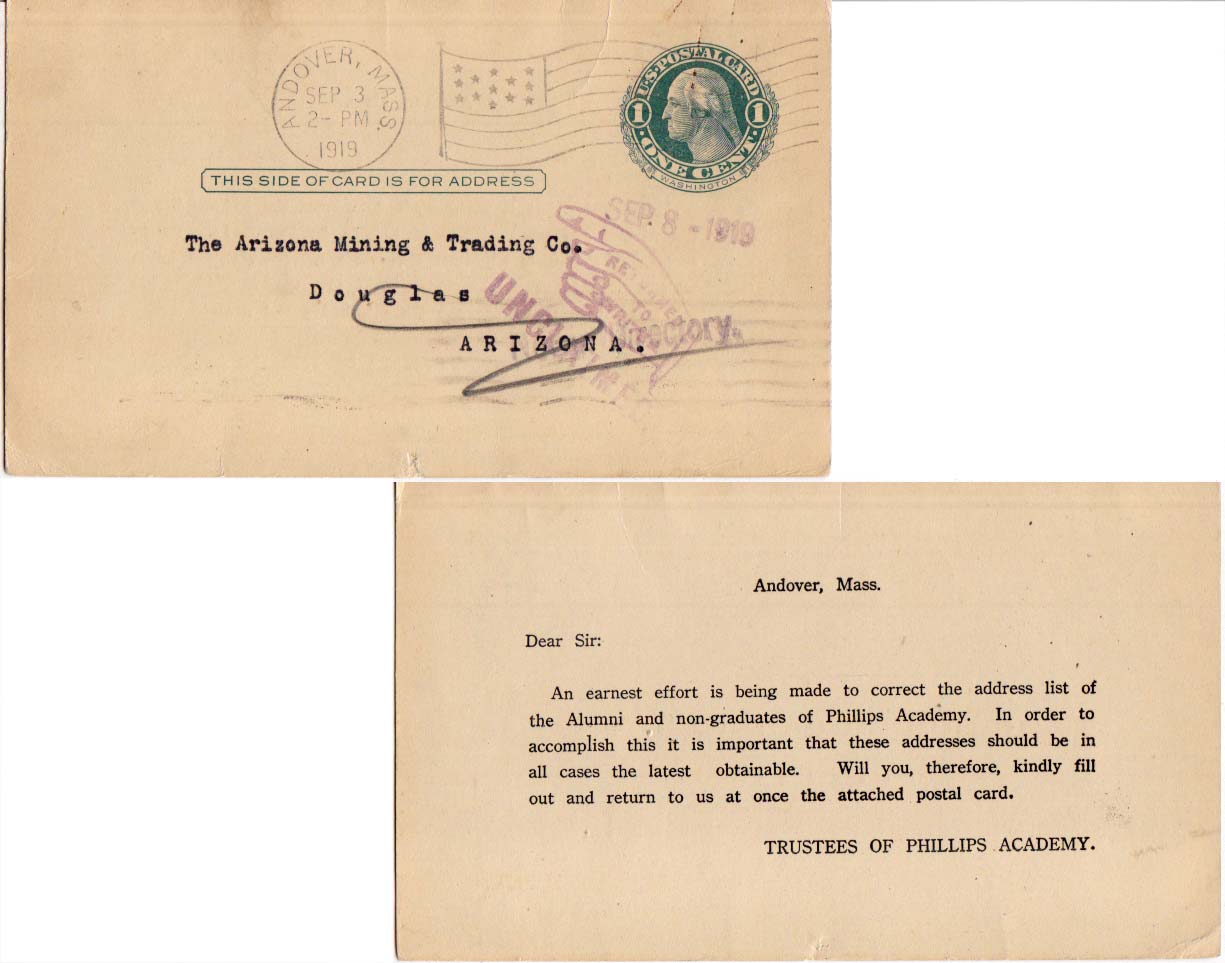 ANDOVER, MASS.
SEP 3
2- PM
1919
U.S. POSTAL CARD
1 1
ONE CENT
WASHINGTON
THIS SIDE OF CARD IS FOR ADDRESS
SEP 8 - 1919
The Arizona Mining & Trading Co.
Douglas
ARIZONA.
RETURNED
TO
WRITER
UNCLAIMED
Directory.
Andover, Mass.
Dear Sir:
An earnest effort is being made to correct the address list of
the Alumni and non-graduates of Phillips Academy. In order to
accomplish this it is important that these addresses should be in
all cases the latest obtainable. Will you, therefore, kindly fill
out and return to us at once the attached postal card.
TRUSTEES OF PHILLIPS ACADEMY.